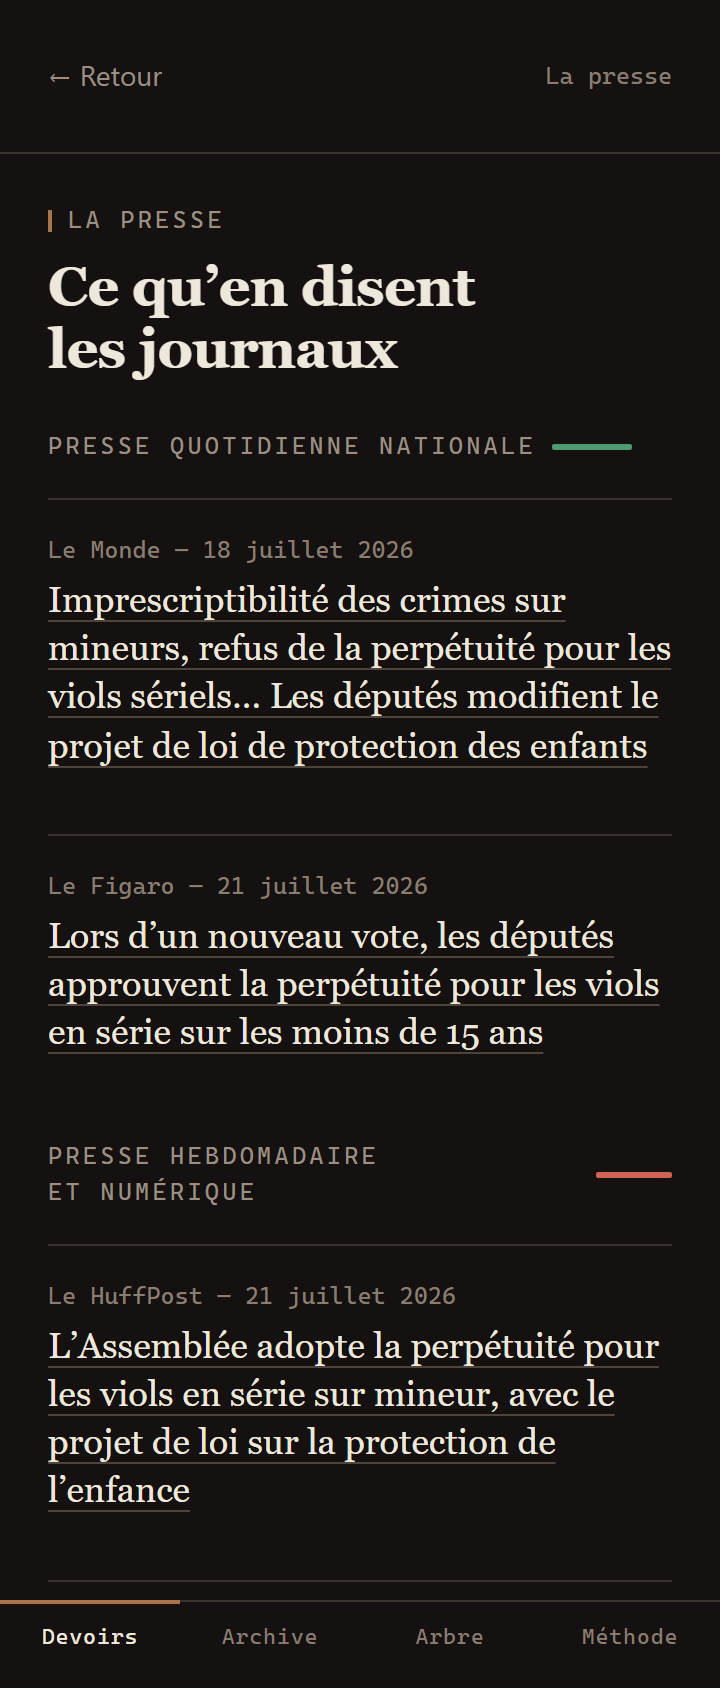 ← Retour
La presse
LA PRESSE
Ce qu’en disent
les journaux
PRESSE QUOTIDIENNE NATIONALE
Le Monde — 18 juillet 2026
Imprescriptibilité des crimes sur
mineurs, refus de la perpétuité pour les
viols sériels… Les députés modifient le
projet de loi de protection des enfants
Le Figaro — 21 juillet 2026
Lors d’un nouveau vote, les députés
approuvent la perpétuité pour les viols
en série sur les moins de 15 ans
PRESSE HEBDOMADAIRE
ET NUMÉRIQUE
Le HuffPost — 21 juillet 2026
L’Assemblée adopte la perpétuité pour
les viols en série sur mineur, avec le
projet de loi sur la protection de
l’enfance
Devoirs
Archive
Arbre
Méthode